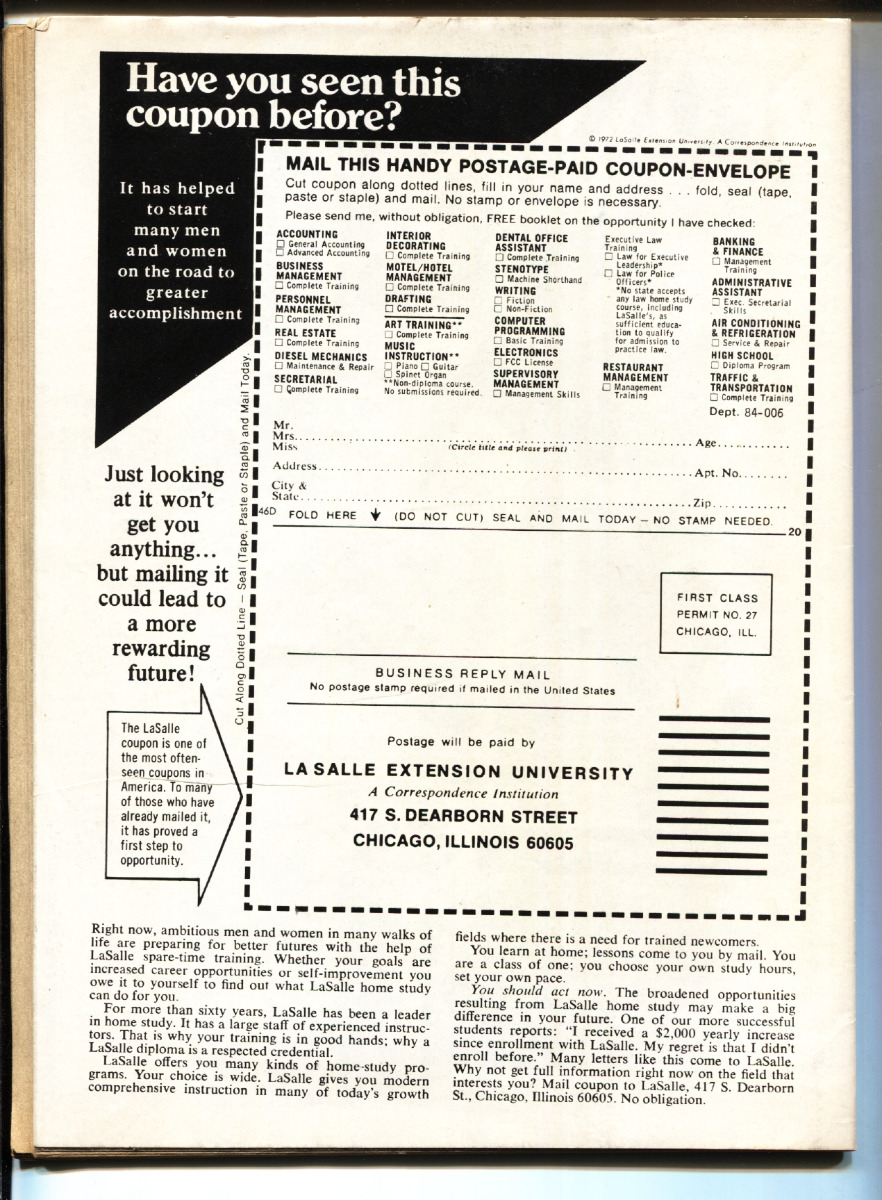 Have you seen this
coupon before?
© 1972 LaSalle Extension University. A Correspondence Institution
It has helped
to start
many men
and women
on the road to
greater
accomplishment
MAIL THIS HANDY POSTAGE-PAID COUPON-ENVELOPE
Cut coupon along dotted lines, fill in your name and address . . . fold, seal (tape,
paste or staple) and mail. No stamp or envelope is necessary.
Please send me, without obligation, FREE booklet on the opportunity I have checked:
ACCOUNTING
☐ General Accounting
☐ Advanced Accounting
BUSINESS
MANAGEMENT
☐ Complete Training
PERSONNEL
MANAGEMENT
☐ Complete Training
REAL ESTATE
☐ Complete Training
DIESEL MECHANICS
☐ Maintenance & Repair
SECRETARIAL
☐ Complete Training
INTERIOR
DECORATING
☐ Complete Training
MOTEL/HOTEL
MANAGEMENT
☐ Complete Training
DRAFTING
☐ Complete Training
ART TRAINING**
☐ Complete Training
MUSIC
INSTRUCTION**
☐ Piano ☐ Guitar
☐ Spinet Organ
**Non-diploma course.
No submissions required.
DENTAL OFFICE
ASSISTANT
☐ Complete Training
STENOTYPE
☐ Machine Shorthand
WRITING
☐ Fiction
☐ Non-Fiction
COMPUTER
PROGRAMMING
☐ Basic Training
ELECTRONICS
☐ FCC License
SUPERVISORY
MANAGEMENT
☐ Management Skills
Executive Law
Training
☐ Law for Executive
Leadership*
☐ Law for Police
Officers*
*No state accepts
any law home study
course, including
LaSalle's, as
sufficient educa-
tion to qualify
for admission to
practice law.
RESTAURANT
MANAGEMENT
☐ Management
Training
BANKING
& FINANCE
☐ Management
Training
ADMINISTRATIVE
ASSISTANT
☐ Exec. Secretarial
Skills
AIR CONDITIONING
& REFRIGERATION
☐ Service & Repair
HIGH SCHOOL
☐ Diploma Program
TRAFFIC &
TRANSPORTATION
☐ Complete Training
Dept. 84-006
Mr.
Mrs. Age
Miss (Circle title and please print)
Address Apt. No.
City &
State Zip
46D FOLD HERE (DO NOT CUT) SEAL AND MAIL TODAY – NO STAMP NEEDED. 20
Cut Along Dotted Line – Seal (Tape, Paste or Staple) and Mail Today.
Just looking
at it won't
get you
anything...
but mailing it
could lead to
a more
rewarding
future!
The LaSalle
coupon is one of
the most often-
seen coupons in
America. To many
of those who have
already mailed it,
it has proved a
first step to
opportunity.
FIRST CLASS
PERMIT NO. 27
CHICAGO, ILL.
BUSINESS REPLY MAIL
No postage stamp required if mailed in the United States
Postage will be paid by
LA SALLE EXTENSION UNIVERSITY
A Correspondence Institution
417 S. DEARBORN STREET
CHICAGO, ILLINOIS 60605
Right now, ambitious men and women in many walks of
life are preparing for better futures with the help of
LaSalle spare-time training. Whether your goals are
increased career opportunities or self-improvement you
owe it to yourself to find out what LaSalle home study
can do for you.
For more than sixty years, LaSalle has been a leader
in home study. It has a large staff of experienced instruc-
tors. That is why your training is in good hands; why a
LaSalle diploma is a respected credential.
LaSalle offers you many kinds of home-study pro-
grams. Your choice is wide. LaSalle gives you modern
comprehensive instruction in many of today's growth
fields where there is a need for trained newcomers.
You learn at home; lessons come to you by mail. You
are a class of one; you choose your own study hours,
set your own pace.
You should act now. The broadened opportunities
resulting from LaSalle home study may make a big
difference in your future. One of our more successful
students reports: "I received a $2,000 yearly increase
since enrollment with LaSalle. My regret is that I didn't
enroll before." Many letters like this come to LaSalle.
Why not get full information right now on the field that
interests you? Mail coupon to LaSalle, 417 S. Dearborn
St., Chicago, Illinois 60605. No obligation.